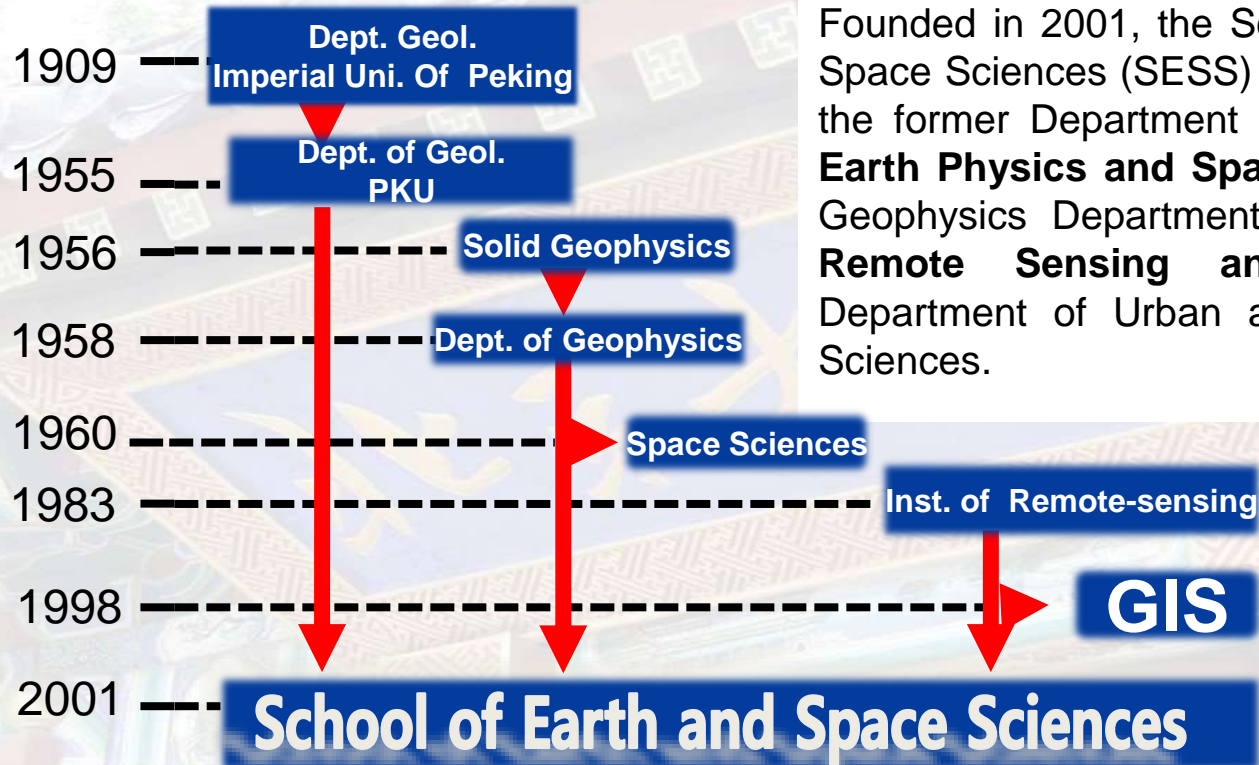 1909
Dept. Geol.
Imperial Uni. Of Peking
1955
Dept. of Geol.
PKU
1956
Solid Geophysics
1958
Dept. of Geophysics
1960
Space Sciences
1983
Inst. of Remote-sensing
1998
GIS
2001
School of Earth and Space Sciences
Founded in 2001, the
Space Sciences (SESS)
the former Department
Earth Physics and
Geophysics Department
Remote Sensing
Department of Urban
Sciences.